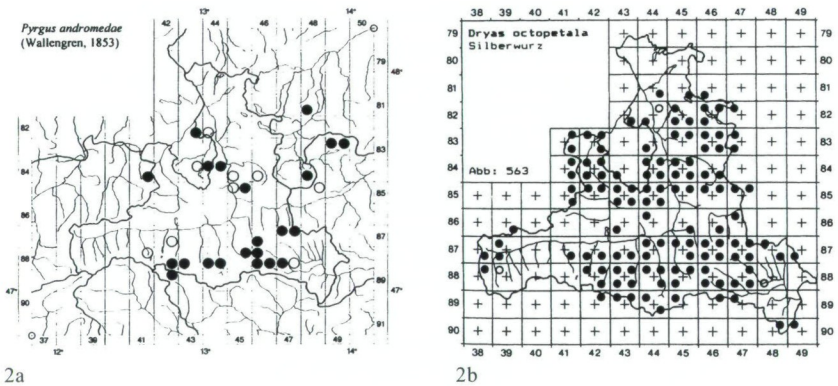 Pyrgus andromedae
(Wallengren, 1853)
42 13° 44 46 48 14° 50
79
48°
81
82
83
84
85
86
87
88
89
47° 47°
90
91
37 39 41 43 45 47 49
12° 13° 14°
2a
38 39 40 41 42 43 44 45 46 47 48 49
79 Dryas octopetala 79
Silberwurz
80 80
81 81
82 82
83 83
84 Abb: 563 84
85 85
86 86
87 87
88 88
89 89
90 90
38 39 40 41 42 43 44 45 46 47 48 49
2b